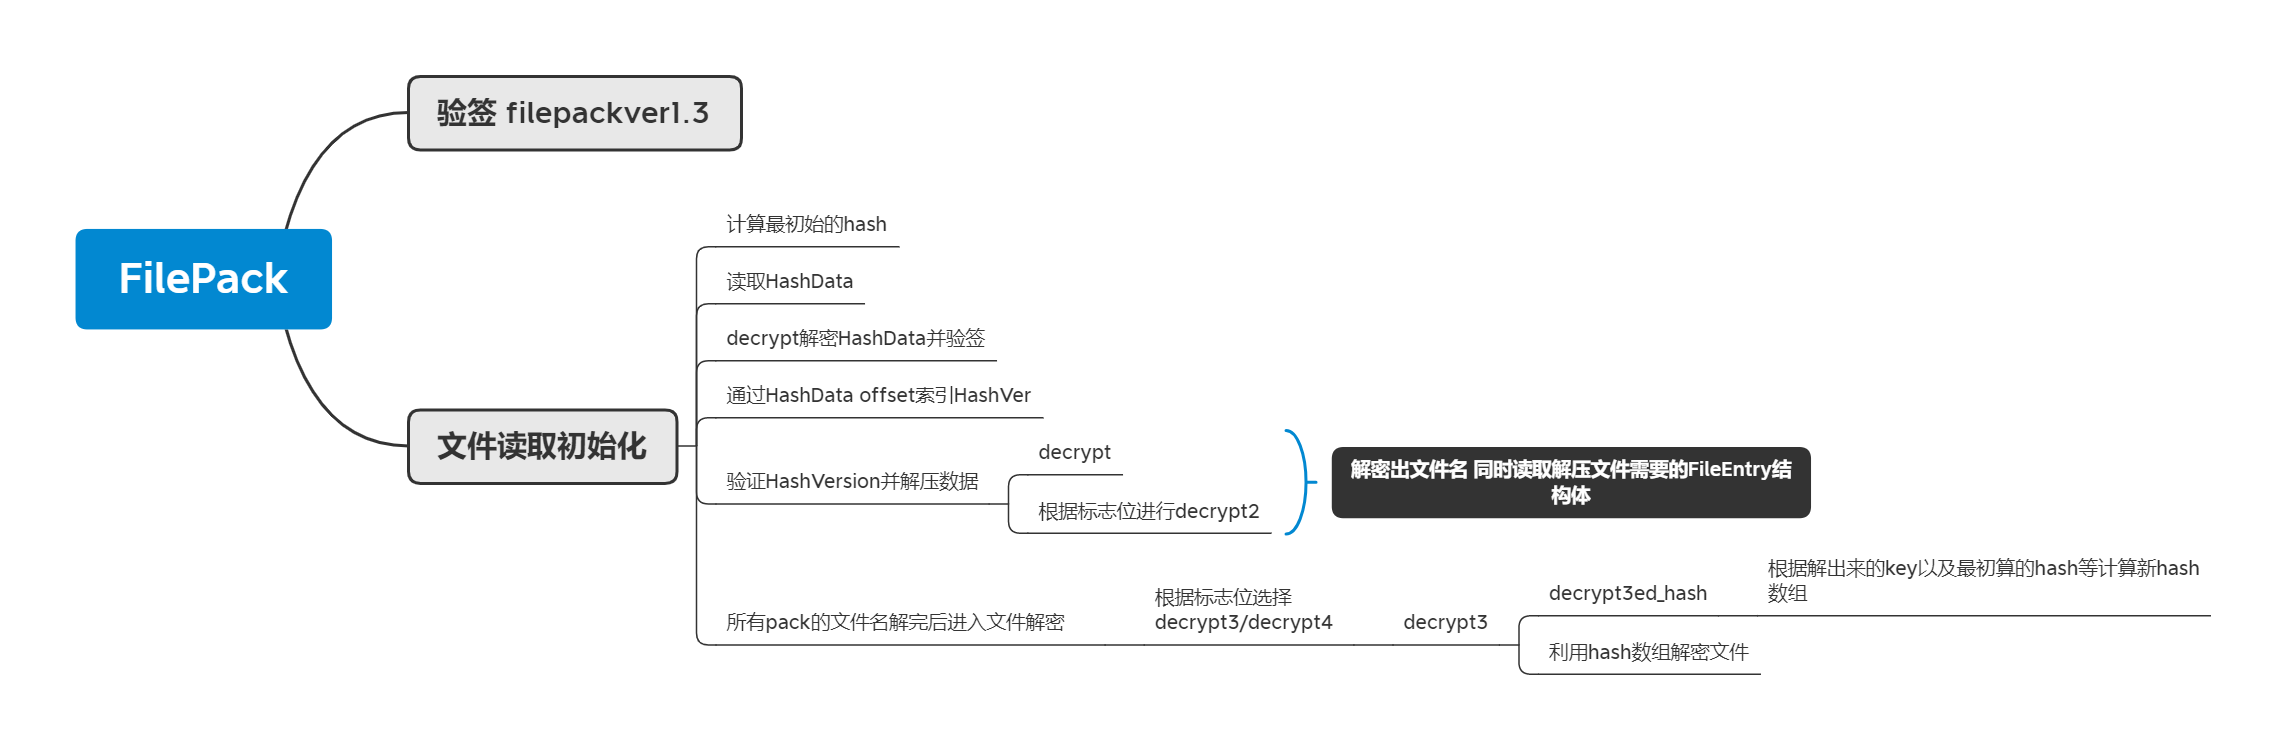 验签 filepackver1.3
FilePack
文件读取初始化
计算最初始的hash
读取HashData
decrypt解密HashData并验签
通过HashData offset索引HashVer
验证HashVersion并解压数据
decrypt
根据标志位进行decrypt2
解密出文件名 同时读取解压文件需要的FileEntry结
构体
所有pack的文件名解完后进入文件解密
根据标志位选择
decrypt3/decrypt4
decrypt3
decrypt3ed_hash
根据解出来的key以及最初算的hash等计算新hash
数组
利用hash数组解密文件